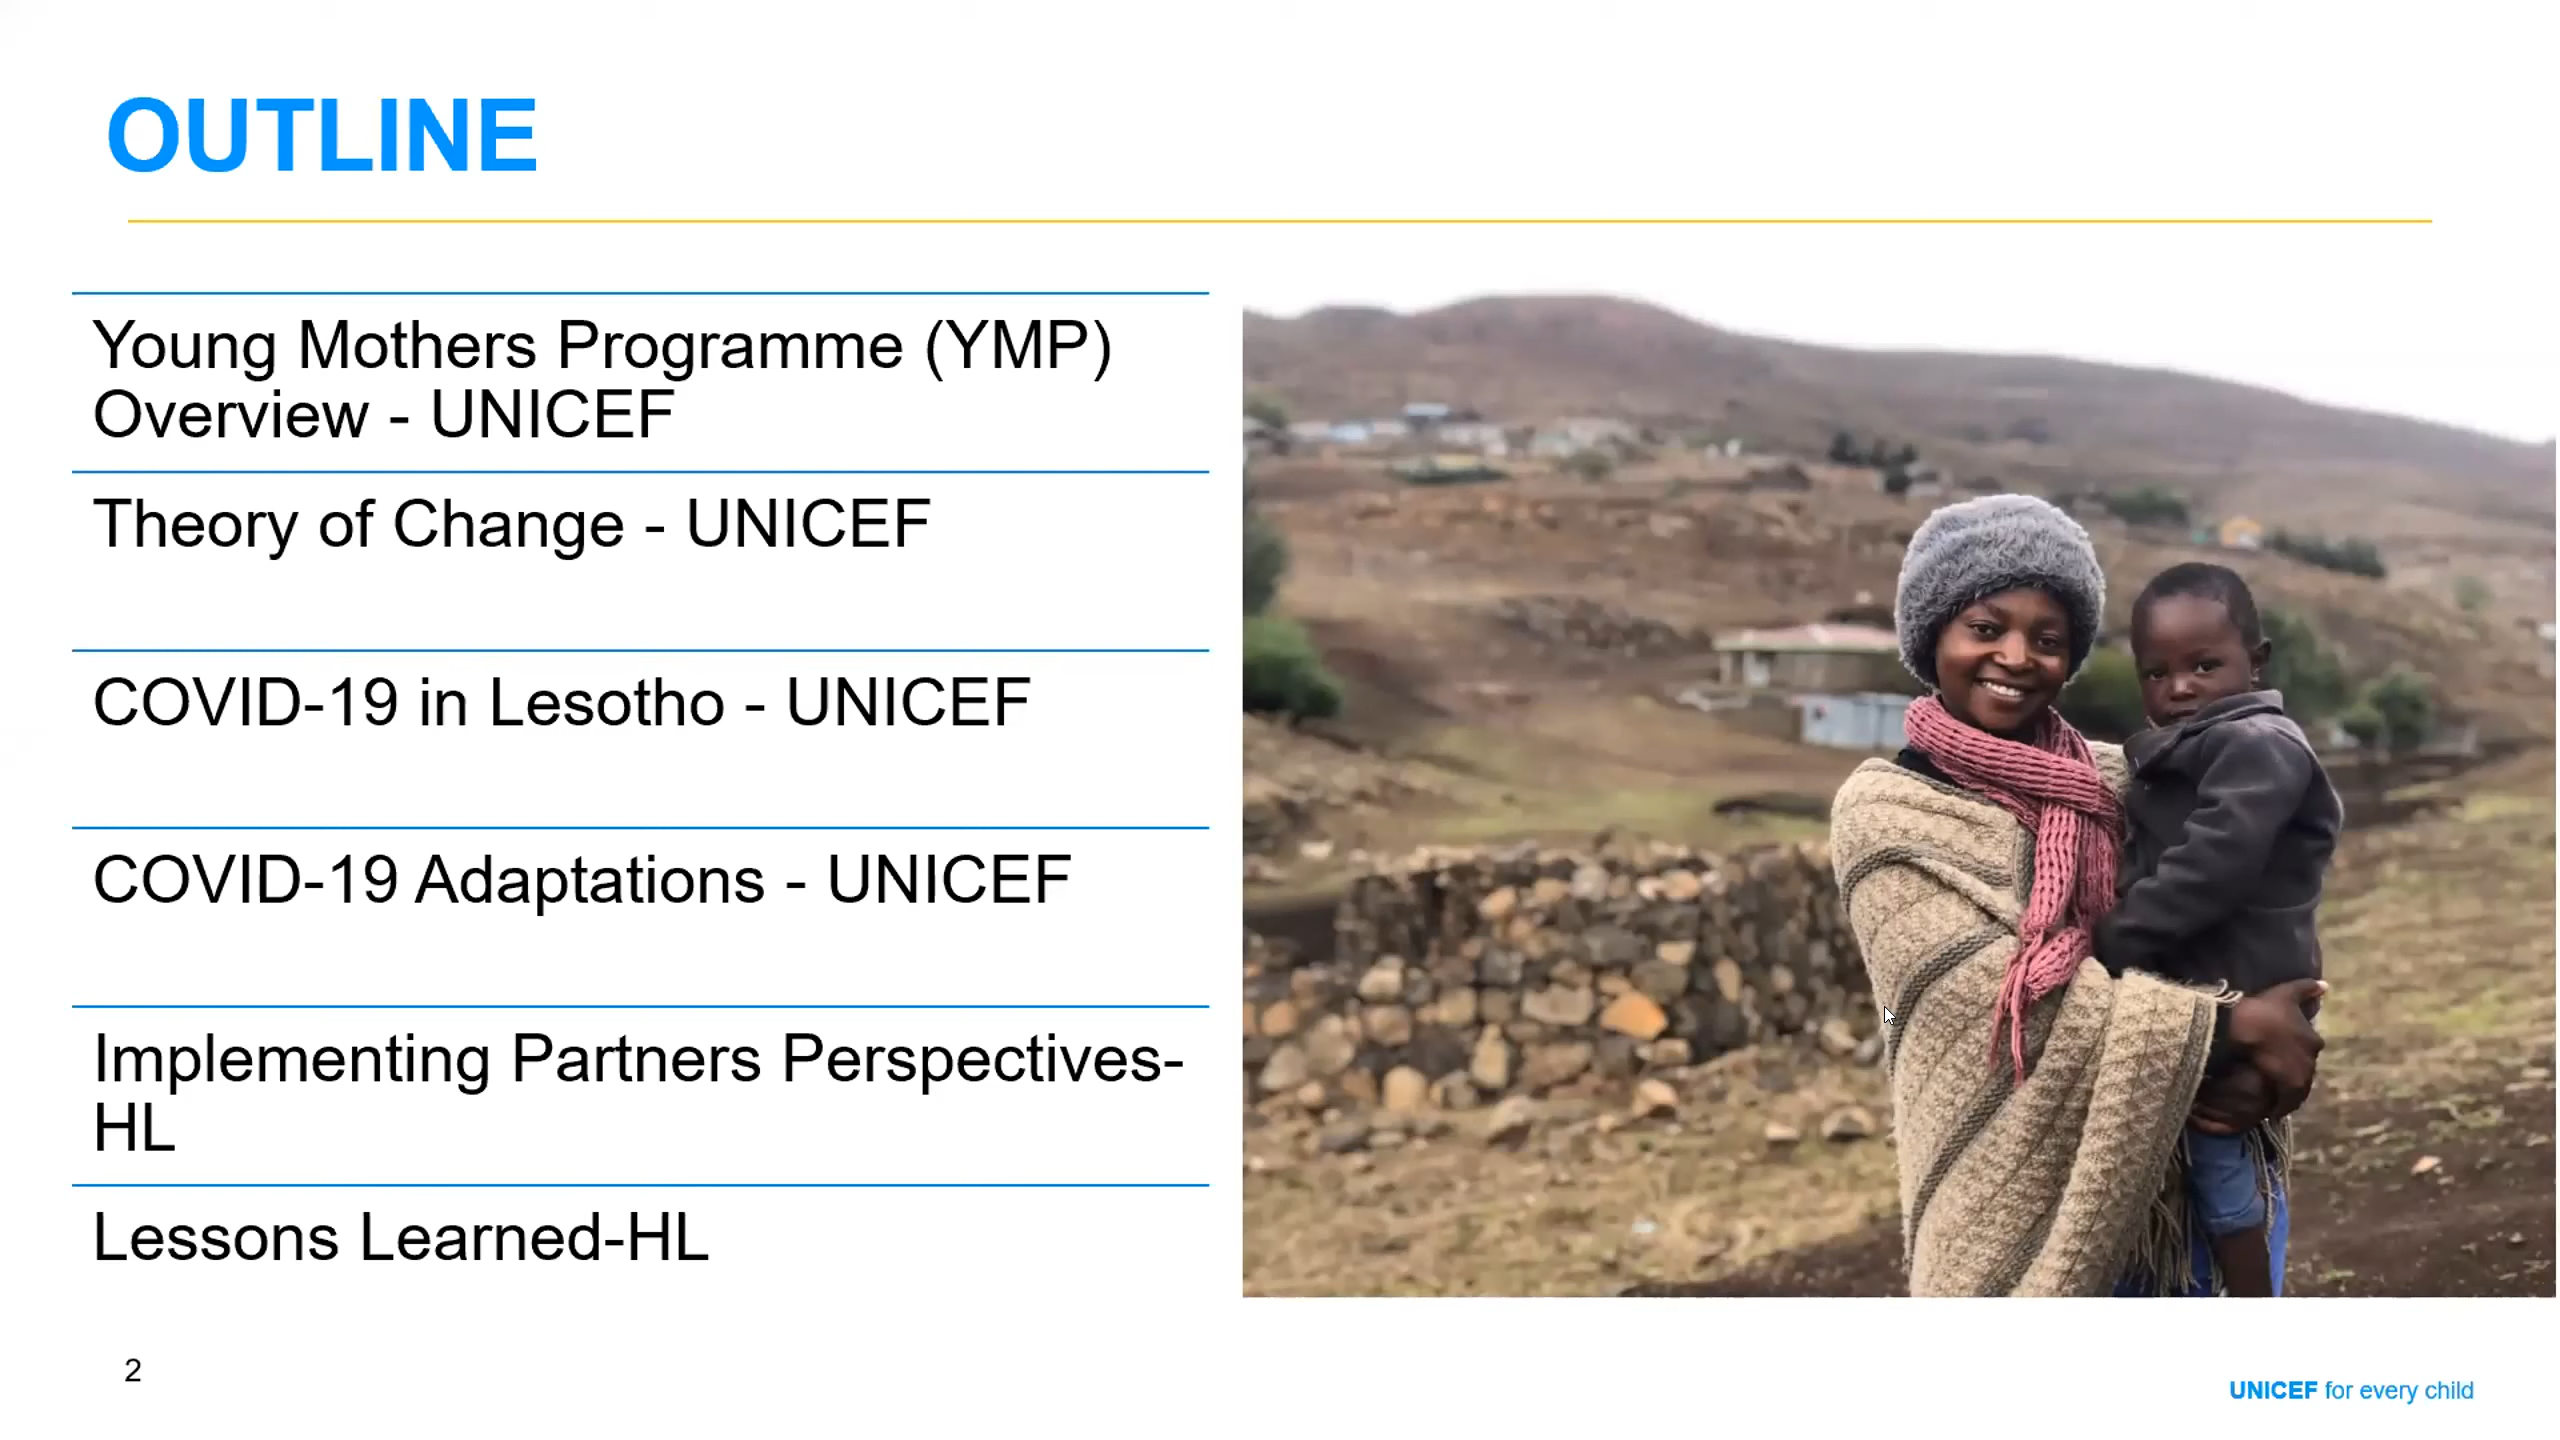 OUTLINE
Young Mothers Programme (YMP)
Overview - UNICEF
Theory of Change - UNICEF
COVID-19 in Lesotho - UNICEF
COVID-19 Adaptations - UNICEF
Implementing Partners Perspectives-
HL
Lessons Learned-HL
2
UNICEF for every child